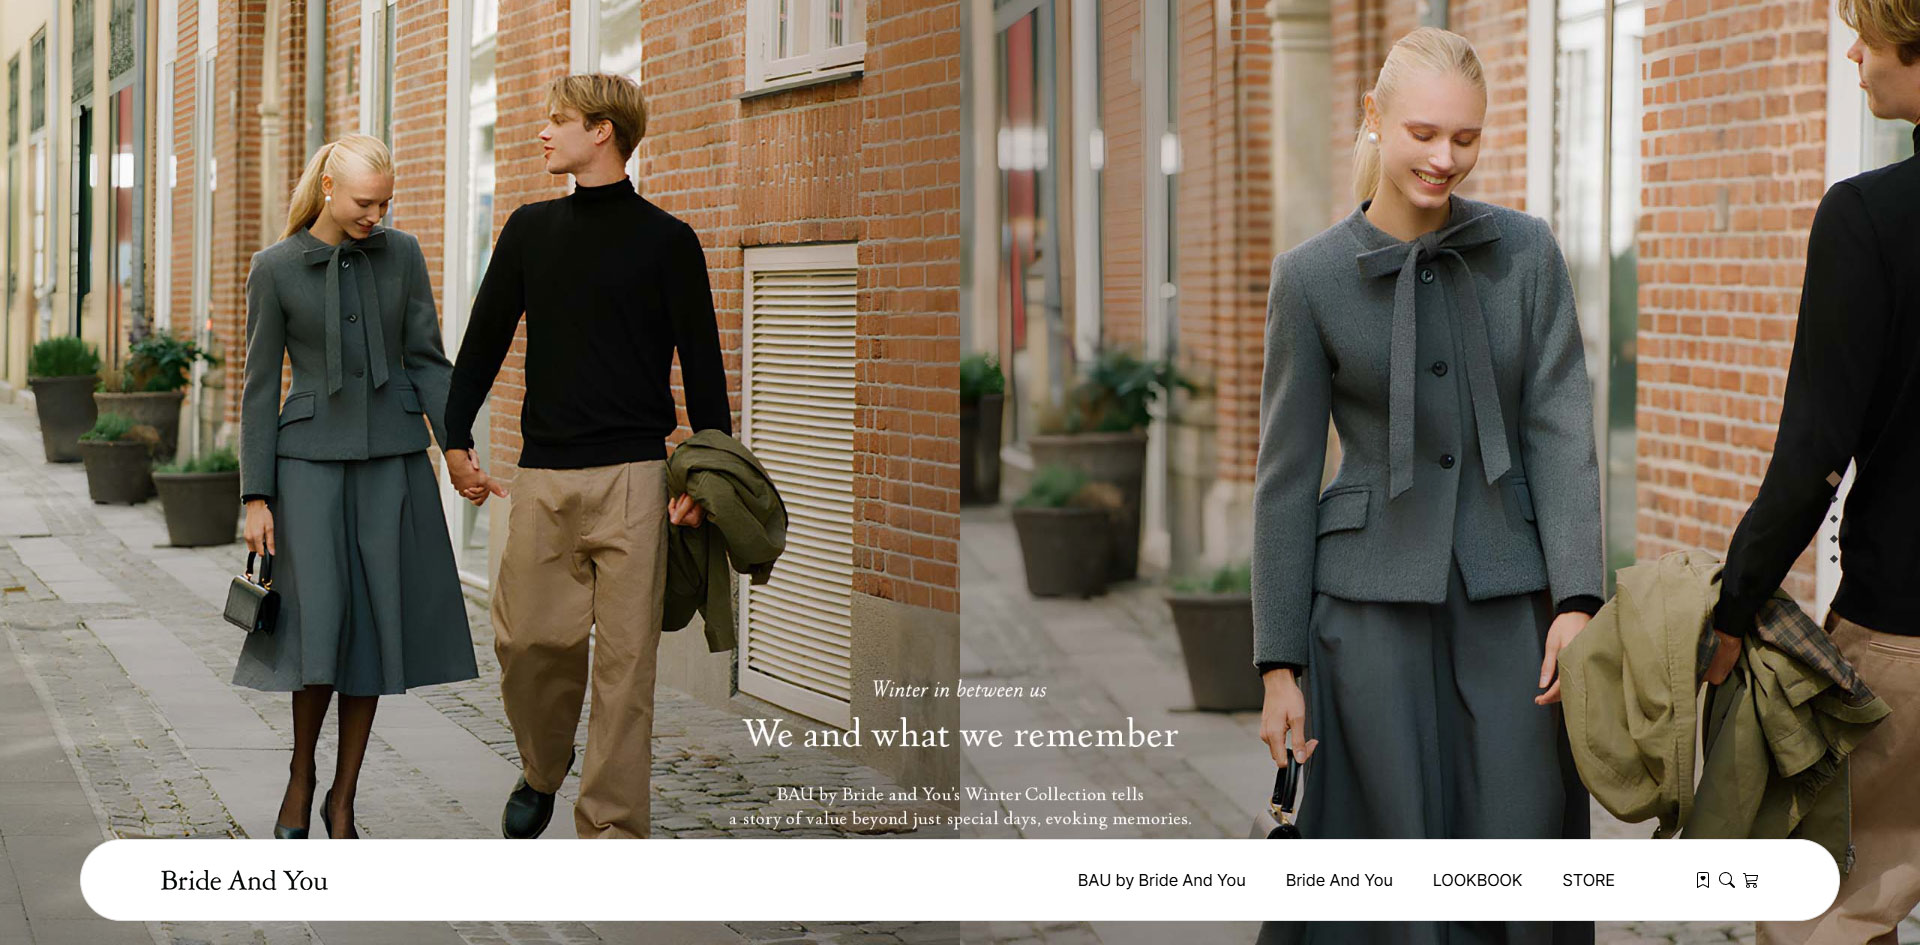 Winter in between us
We and what we remember
BAU by Bride and You's Winter Collection tells
a story of value beyond just special days, evoking memories.
Bride And You
BAU by Bride And You
Bride And You
LOOKBOOK
STORE